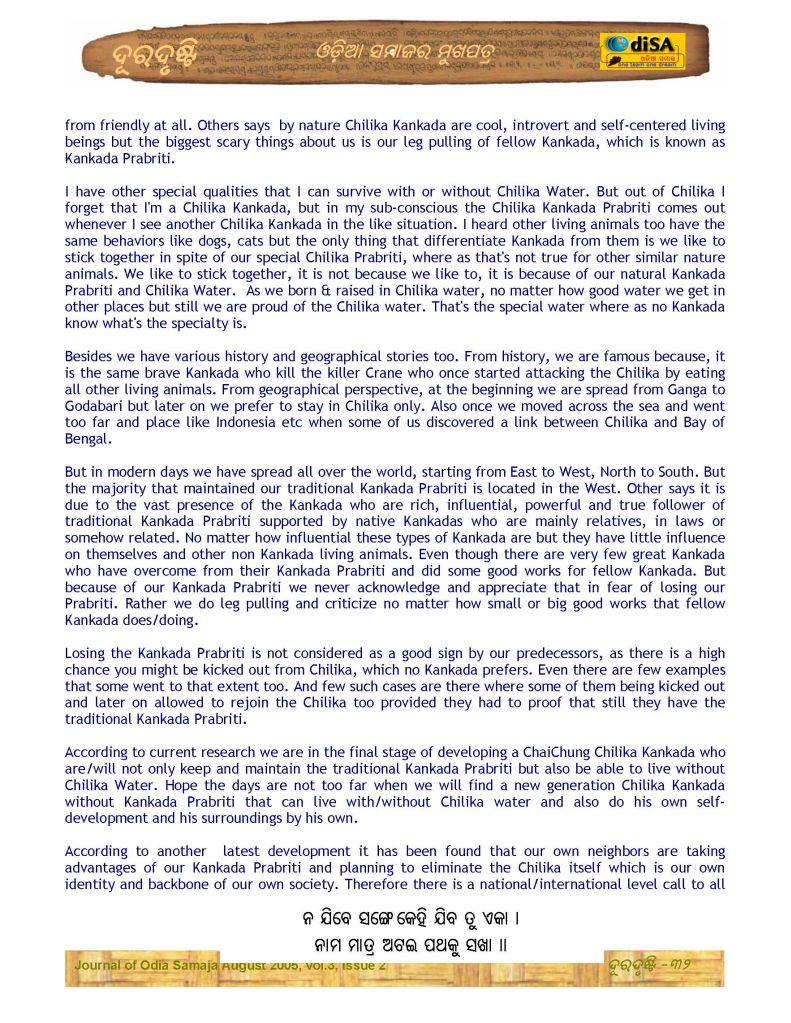 ଦୂରଦୃଷ୍ଟି ଓଡ଼ିଆ ସମାଜର ମୁଖପତ୍ର
OdiSA
ଓଡ଼ିଆ ସମାଜ
one team one dream
from friendly at all. Others says  by nature Chilika Kankada are cool, introvert and self-centered living
beings but the biggest scary things about us is our leg pulling of fellow Kankada, which is known as
Kankada Prabriti.
I have other special qualities that I can survive with or without Chilika Water. But out of Chilika I
forget that I'm a Chilika Kankada, but in my sub-conscious the Chilika Kankada Prabriti comes out
whenever I see another Chilika Kankada in the like situation. I heard other living animals too have the
same behaviors like dogs, cats but the only thing that differentiate Kankada from them is we like to
stick together in spite of our special Chilika Prabriti, where as that's not true for other similar nature
animals. We like to stick together, it is not because we like to, it is because of our natural Kankada
Prabriti and Chilika Water.  As we born & raised in Chilika water, no matter how good water we get in
other places but still we are proud of the Chilika water. That's the special water where as no Kankada
know what's the specialty is.
Besides we have various history and geographical stories too. From history, we are famous because, it
is the same brave Kankada who kill the killer Crane who once started attacking the Chilika by eating
all other living animals. From geographical perspective, at the beginning we are spread from Ganga to
Godabari but later on we prefer to stay in Chilika only. Also once we moved across the sea and went
too far and place like Indonesia etc when some of us discovered a link between Chilika and Bay of
Bengal.
But in modern days we have spread all over the world, starting from East to West, North to South. But
the majority that maintained our traditional Kankada Prabriti is located in the West. Other says it is
due to the vast presence of the Kankada who are rich, influential, powerful and true follower of
traditional Kankada Prabriti supported by native Kankadas who are mainly relatives, in laws or
somehow related. No matter how influential these types of Kankada are but they have little influence
on themselves and other non Kankada living animals. Even though there are very few great Kankada
who have overcome from their Kankada Prabriti and did some good works for fellow Kankada. But
because of our Kankada Prabriti we never acknowledge and appreciate that in fear of losing our
Prabriti. Rather we do leg pulling and criticize no matter how small or big good works that fellow
Kankada does/doing.
Losing the Kankada Prabriti is not considered as a good sign by our predecessors, as there is a high
chance you might be kicked out from Chilika, which no Kankada prefers. Even there are few examples
that some went to that extent too. And few such cases are there where some of them being kicked out
and later on allowed to rejoin the Chilika too provided they had to proof that still they have the
traditional Kankada Prabriti.
According to current research we are in the final stage of developing a ChaiChung Chilika Kankada who
are/will not only keep and maintain the traditional Kankada Prabriti but also be able to live without
Chilika Water. Hope the days are not too far when we will find a new generation Chilika Kankada
without Kankada Prabriti that can live with/without Chilika water and also do his own self-
development and his surroundings by his own.
According to another  latest development it has been found that our own neighbors are taking
advantages of our Kankada Prabriti and planning to eliminate the Chilika itself which is our own
identity and backbone of our own society. Therefore there is a national/international level call to all
ନ ଯିବେ ସଙ୍ଗେ କେହି ଯିବ ତୁ ଏକା ।
ନାମ ମାତ୍ର ଅଟଇ ପଥକୁ ସଖା ॥
Journal of Odia Samaja August 2005, Vol.3, Issue 2 ଦୂରଦୃଷ୍ଟି - ୩୨